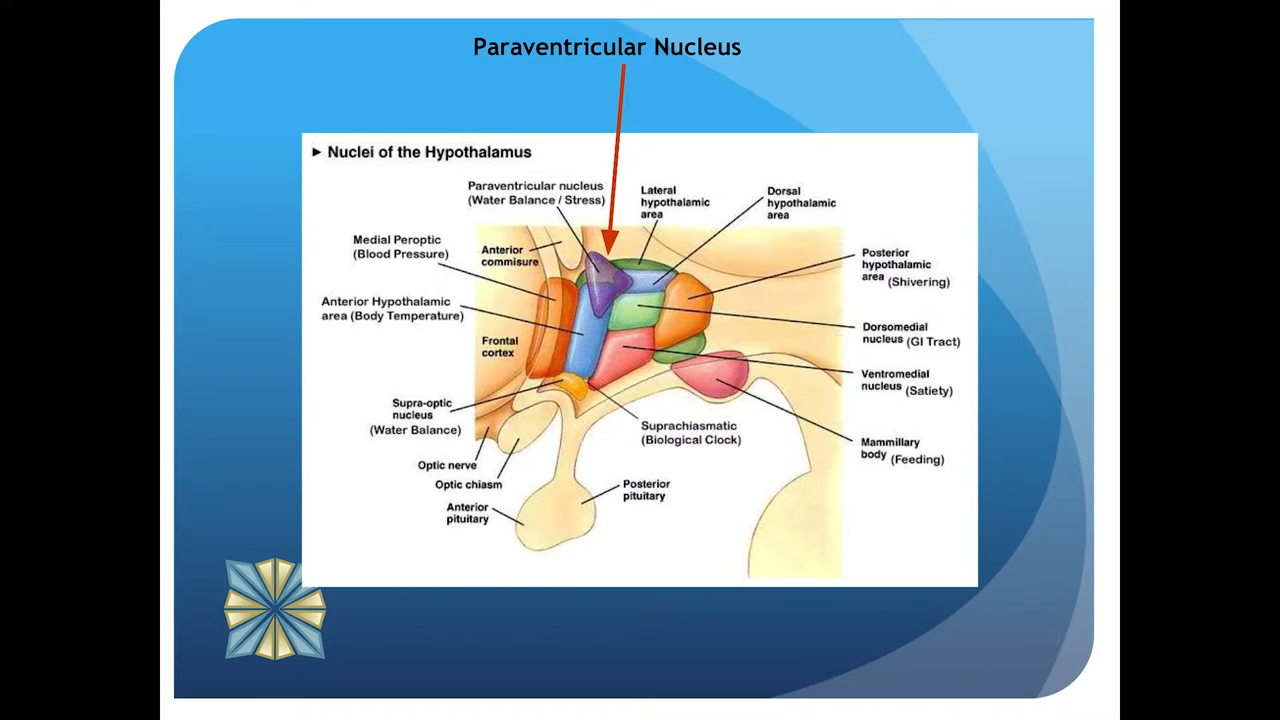 Paraventricular Nucleus
► Nuclei of the Hypothalamus
Paraventricular nucleus
(Water Balance / Stress)
Lateral
hypothalamic
area
Dorsal
hypothalamic
area
Medial Peroptic
(Blood Pressure)
Anterior
commisure
Posterior
hypothalamic
area (Shivering)
Anterior Hypothalamic
area (Body Temperature)
Frontal
cortex
Dorsomedial
nucleus (GI Tract)
Ventromedial
nucleus (Satiety)
Supra-optic
nucleus
(Water Balance)
Suprachiasmatic
(Biological Clock)
Mammillary
body (Feeding)
Optic nerve
Optic chiasm
Anterior
pituitary
Posterior
pituitary